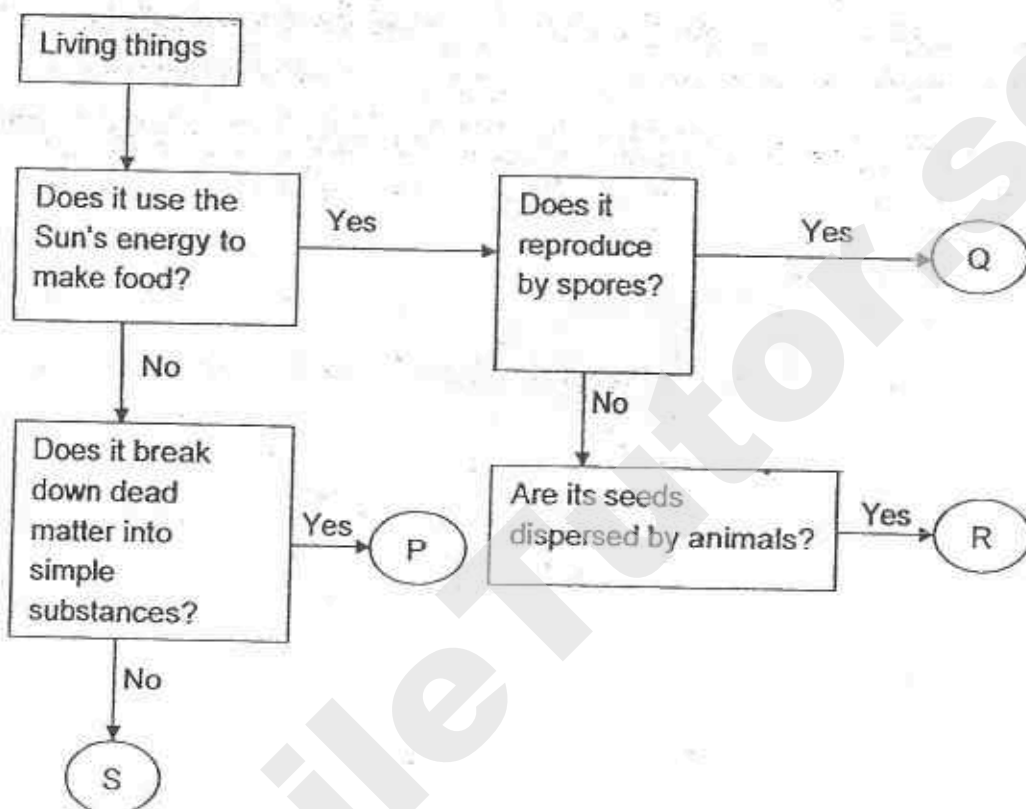 Living things
Does it use the
Sun's energy to
make food?
Yes
Does it
reproduce
by spores?
Yes
Q
No
No
Does it break
down dead
matter into
simple
substances?
Yes
P
Are its seeds
dispersed by animals?
Yes
R
No
S